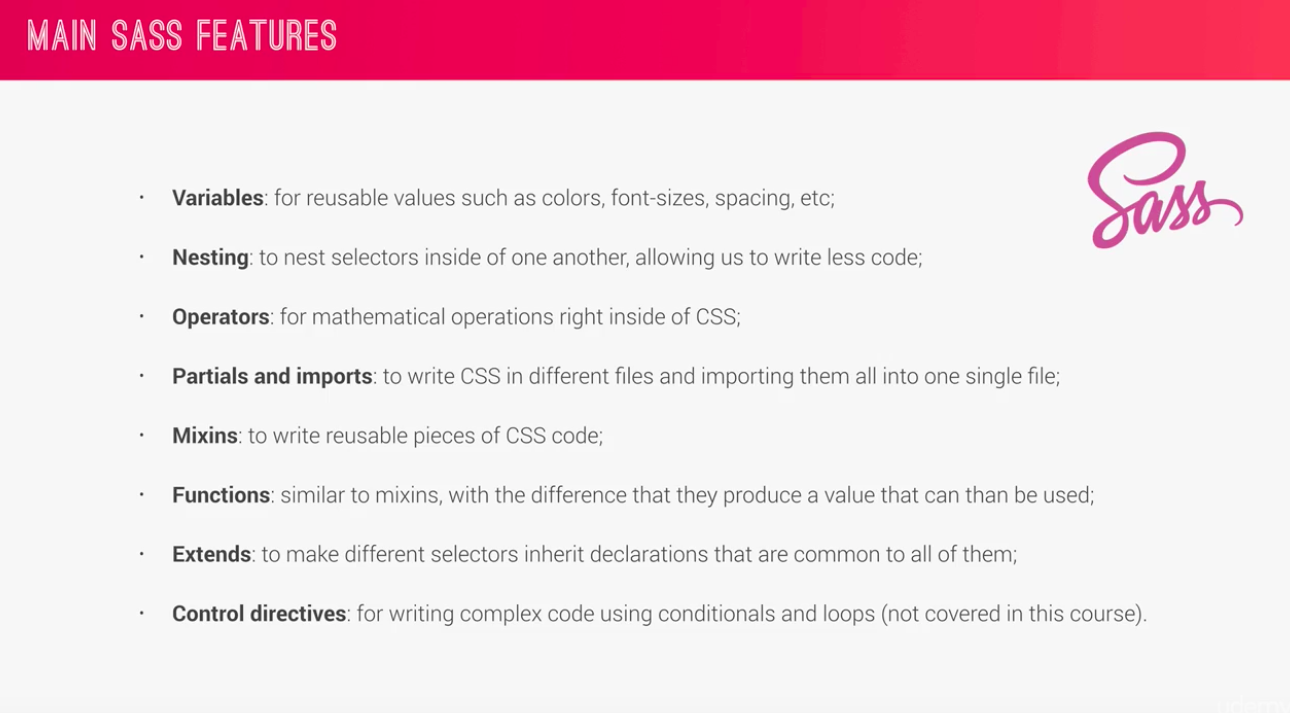 MAIN SASS FEATURES
Sass
· Variables: for reusable values such as colors, font-sizes, spacing, etc;
· Nesting: to nest selectors inside of one another, allowing us to write less code;
· Operators: for mathematical operations right inside of CSS;
· Partials and imports: to write CSS in different files and importing them all into one single file;
· Mixins: to write reusable pieces of CSS code;
· Functions: similar to mixins, with the difference that they produce a value that can than be used;
· Extends: to make different selectors inherit declarations that are common to all of them;
· Control directives: for writing complex code using conditionals and loops (not covered in this course).